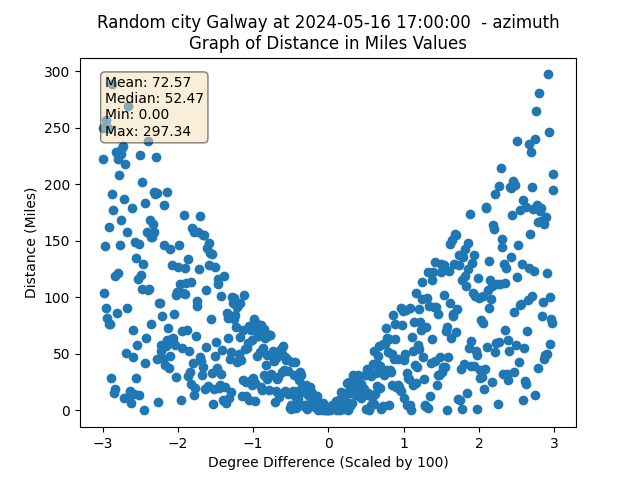 Random city Galway at 2024-05-16 17:00:00  - azimuth
Graph of Distance in Miles Values
Mean: 72.57
Median: 52.47
Min: 0.00
Max: 297.34
300
250
200
150
100
50
0
Distance (Miles)
−3 −2 −1 0 1 2 3
Degree Difference (Scaled by 100)